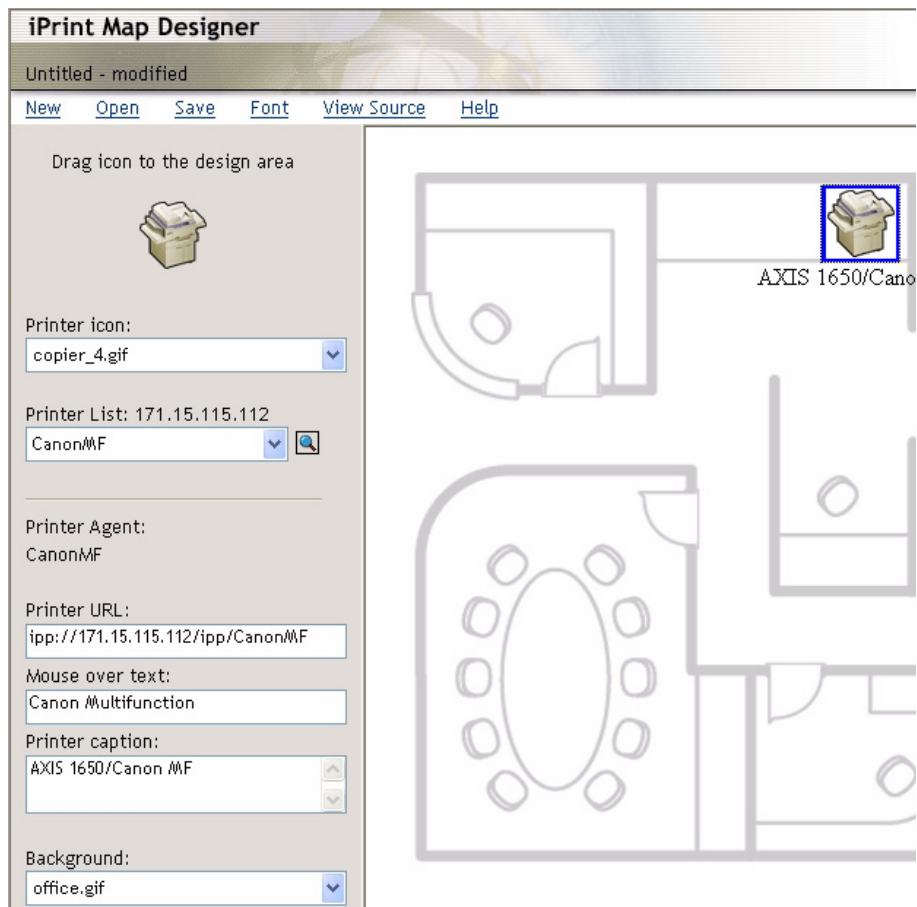 iPrint Map Designer
Untitled - modified
New Open Save Font View Source Help
Drag icon to the design area
Printer icon:
copier_4.gif
Printer List: 171.15.115.112
CanonMF
Printer Agent:
CanonMF
Printer URL:
ipp://171.15.115.112/ipp/CanonMF
Mouse over text:
Canon Multifunction
Printer caption:
AXIS 1650/Canon MF
Background:
office.gif
AXIS 1650/Cano